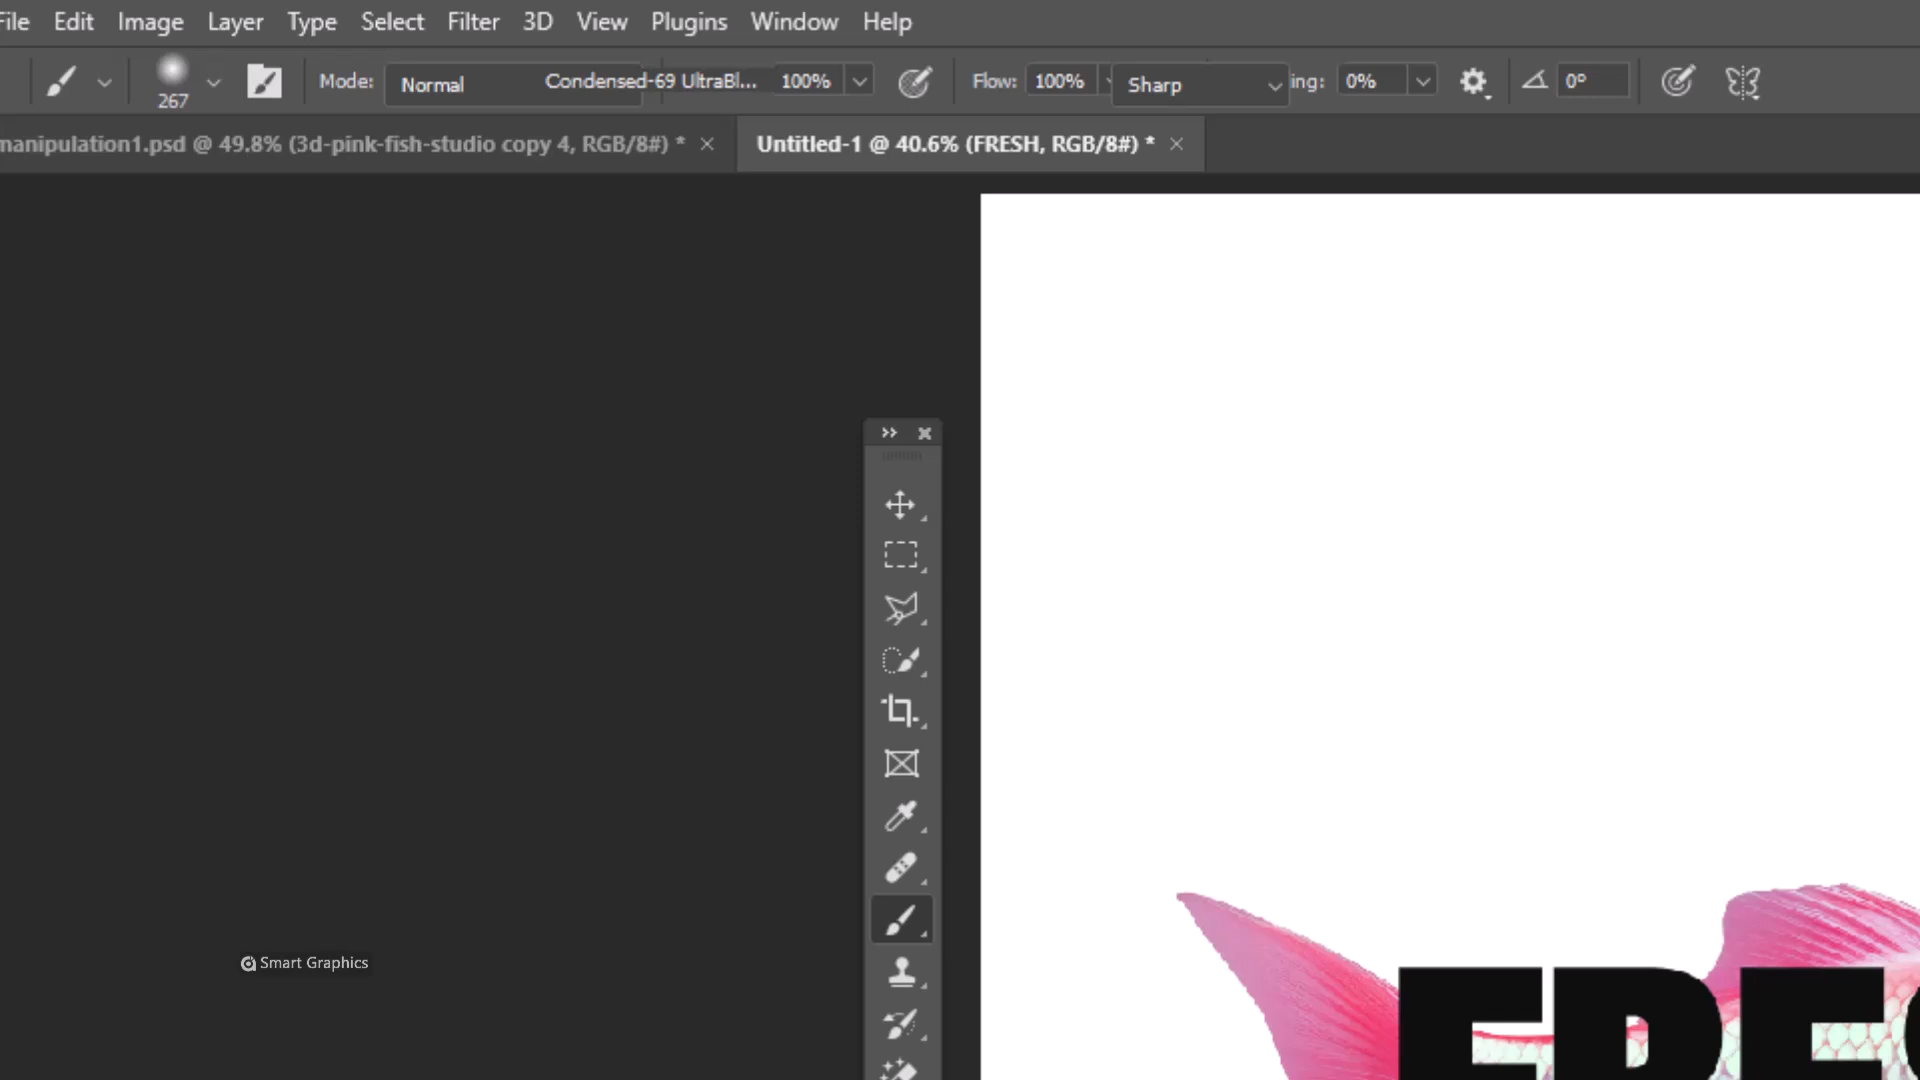 File Edit Image Layer Type Select Filter 3D View Plugins Window Help
267 Mode: Normal Condensed-69 UltraBl... 100% Flow: 100% Sharp ing: 0% 0°
manipulation1.psd @ 49.8% (3d-pink-fish-studio copy 4, RGB/8#) * Untitled-1 @ 40.6% (FRESH, RGB/8#) *
Smart Graphics
FRES